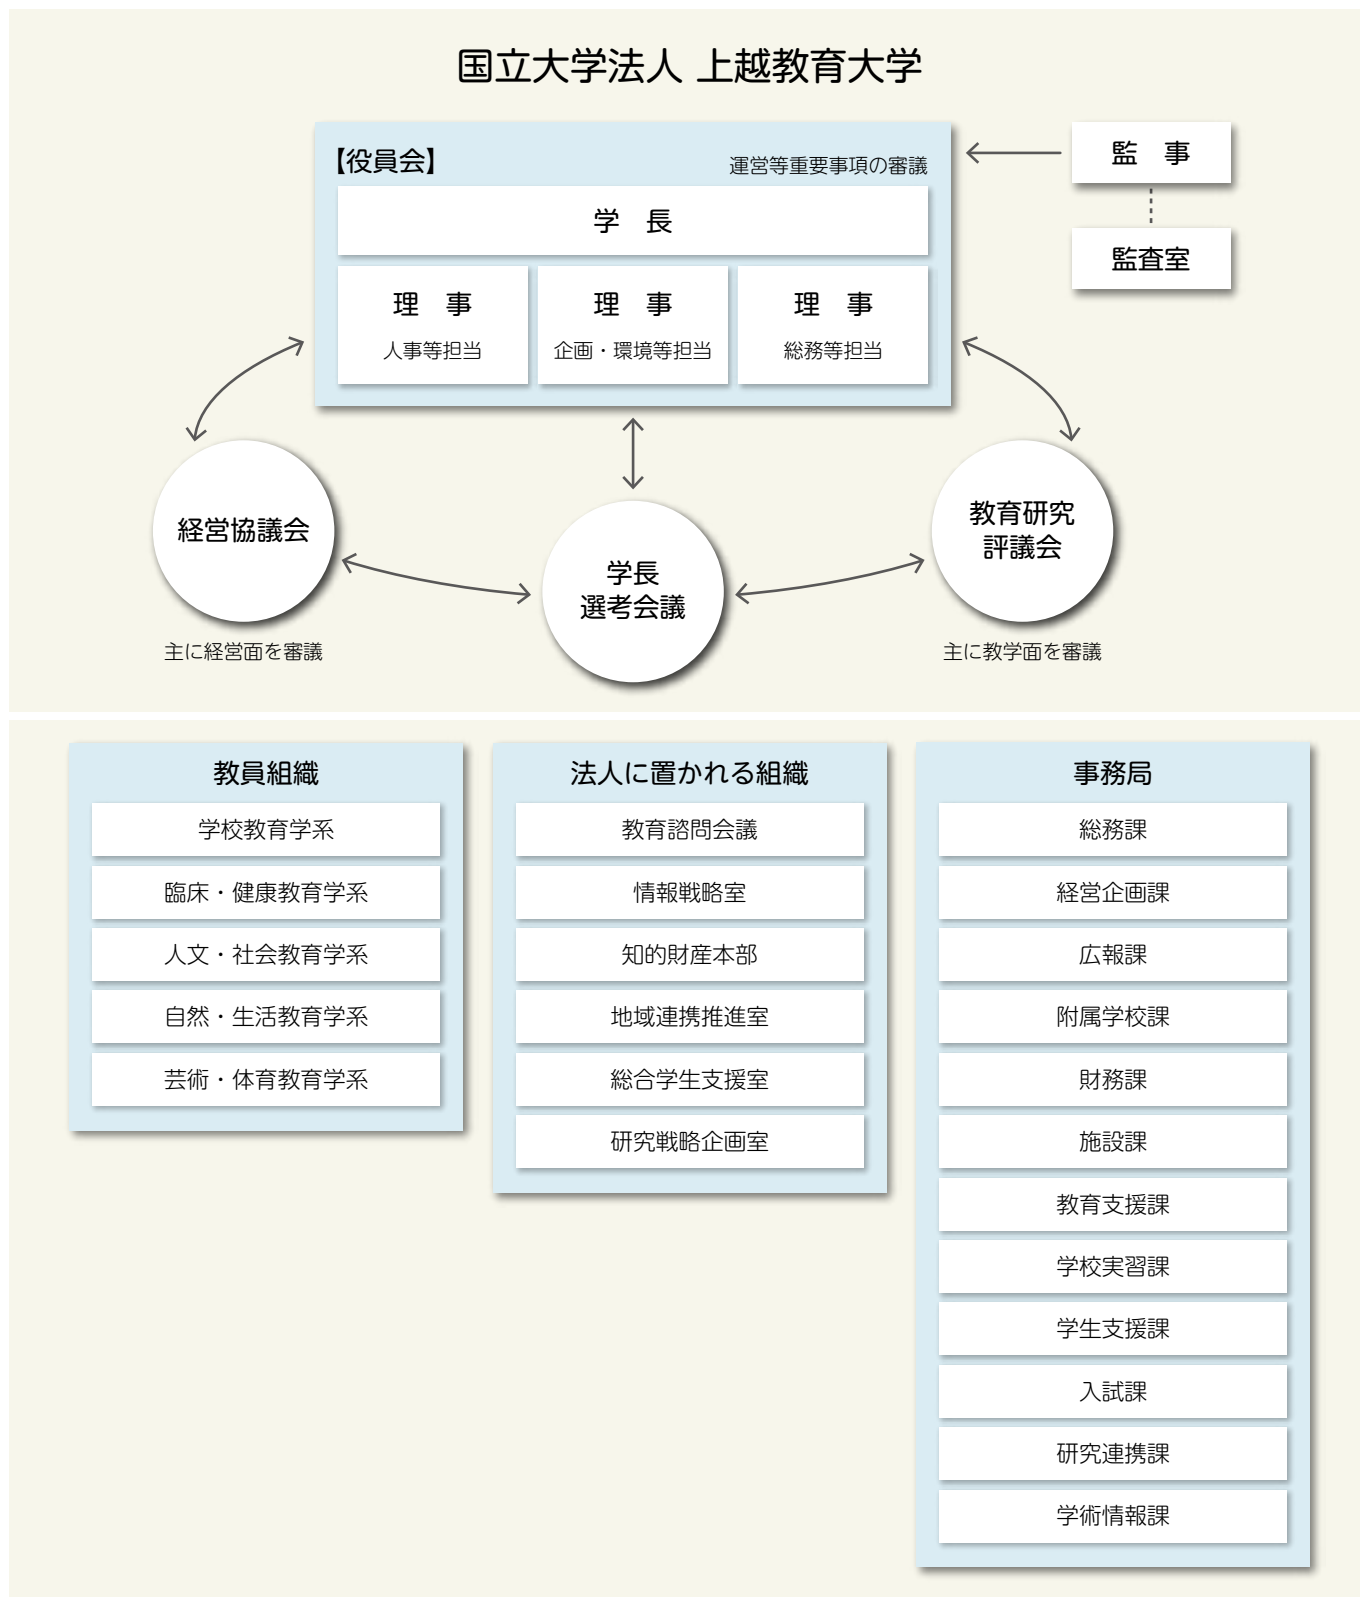 国立大学法人 上越教育大学
【役員会】
運営等重要事項の審議
学　長
理　事
人事等担当
理　事
企画・環境等担当
理　事
総務等担当
監　事
監査室
経営協議会
主に経営面を審議
学長
選考会議
教育研究
評議会
主に教学面を審議
教員組織
学校教育学系
臨床・健康教育学系
人文・社会教育学系
自然・生活教育学系
芸術・体育教育学系
法人に置かれる組織
教育諮問会議
情報戦略室
知的財産本部
地域連携推進室
総合学生支援室
研究戦略企画室
事務局
総務課
経営企画課
広報課
附属学校課
財務課
施設課
教育支援課
学校実習課
学生支援課
入試課
研究連携課
学術情報課